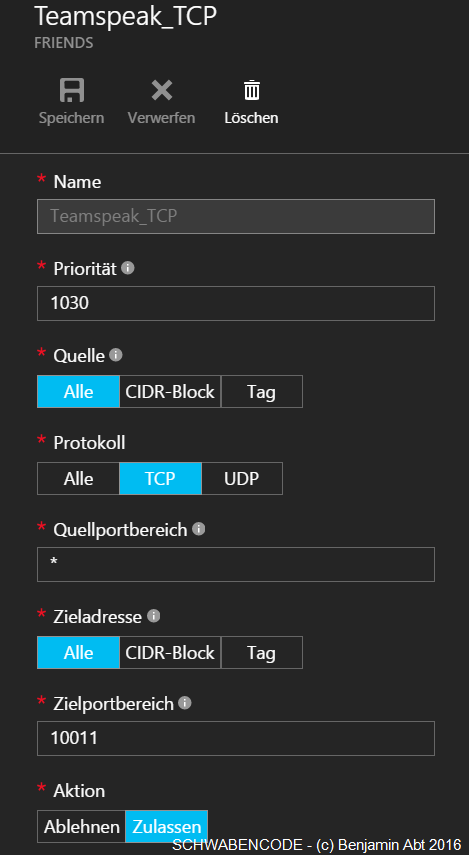 Teamspeak_TCP
FRIENDS
Speichern Verwerfen Löschen
* Name
Teamspeak_TCP
* Priorität
1030
* Quelle
Alle CIDR-Block Tag
* Protokoll
Alle TCP UDP
* Quellportbereich
*
* Zieladresse
Alle CIDR-Block Tag
* Zielportbereich
10011
* Aktion
Ablehnen Zulassen
SCHWABENCODE - (c) Benjamin Abt 2016